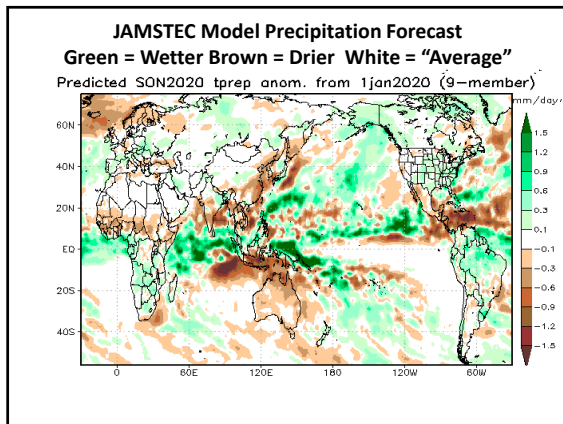 JAMSTEC Model Precipitation Forecast
Green = Wetter Brown = Drier White = “Average”
Predicted SON2020 tprep anom. from 1jan2020 (9-member)
mm/day
60N
40N
20N
EQ
20S
40S
0
60E
120E
180
120W
60W
1.5
1.2
0.9
0.6
0.3
0.1
-0.1
-0.3
-0.6
-0.9
-1.2
-1.5